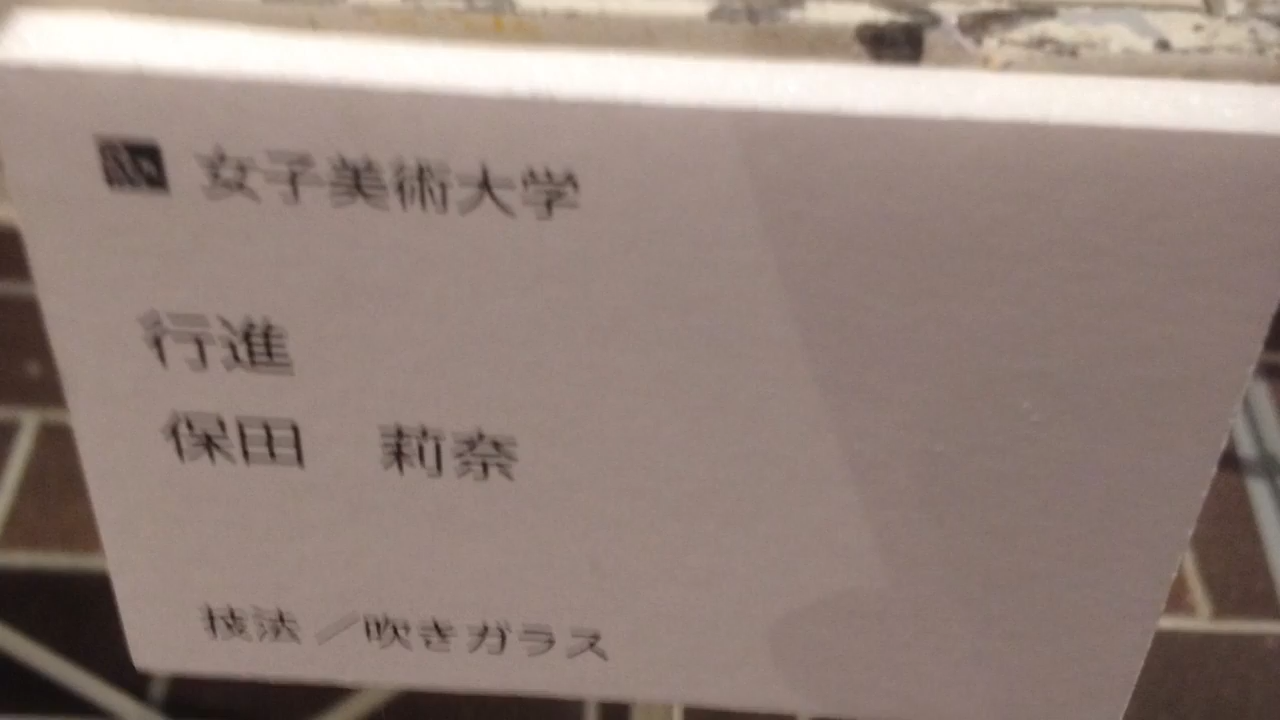 女子美術大学
行進
保田 莉奈
技法／吹きガラス